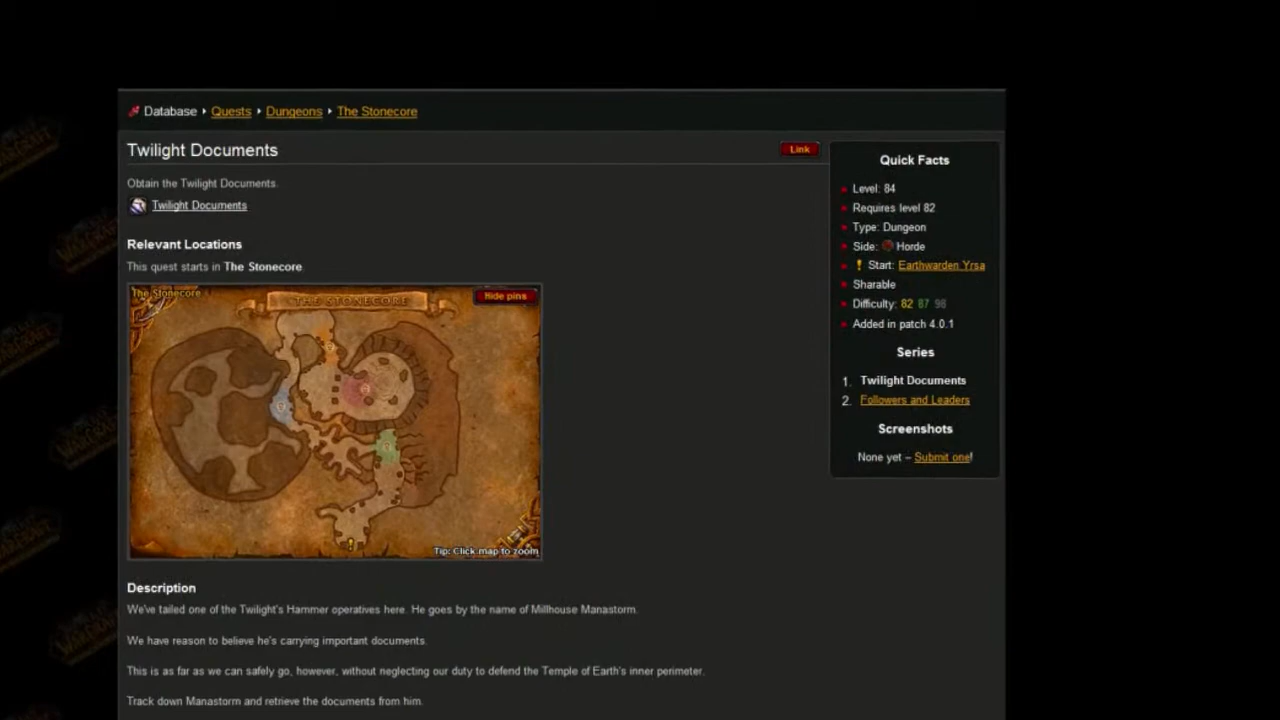 Database ▸ Quests ▸ Dungeons ▸ The Stonecore
Twilight Documents
Link
Obtain the Twilight Documents.
Twilight Documents
Relevant Locations
This quest starts in The Stonecore
The Stonecore
THE STONECORE
Hide pins
Tip: Click map to zoom
Description
We've tailed one of the Twilight's Hammer operatives here. He goes by the name of Millhouse Manastorm.
We have reason to believe he's carrying important documents.
This is as far as we can safely go, however, without neglecting our duty to defend the Temple of Earth's inner perimeter.
Track down Manastorm and retrieve the documents from him.
Quick Facts
Level: 84
Requires level 82
Type: Dungeon
Side: Horde
Start: Earthwarden Yrsa
Sharable
Difficulty: 82 87 98
Added in patch 4.0.1
Series
1. Twilight Documents
2. Followers and Leaders
Screenshots
None yet – Submit one!